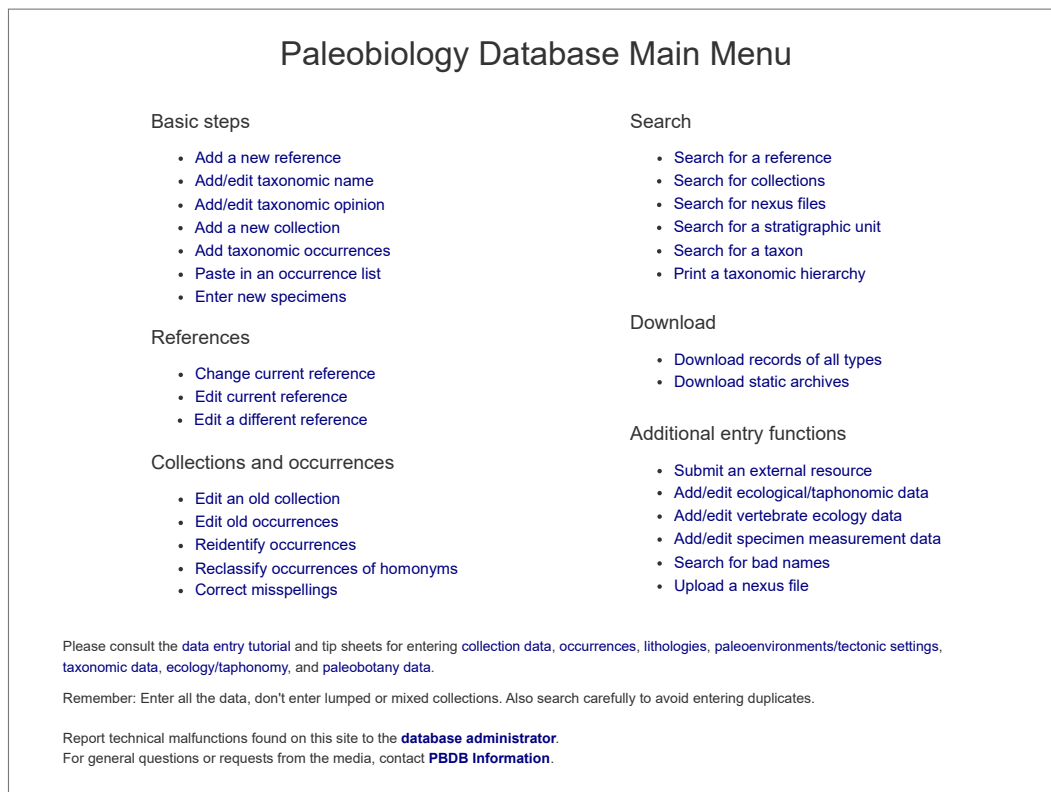 Paleobiology Database Main Menu
Basic steps
• Add a new reference
• Add/edit taxonomic name
• Add/edit taxonomic opinion
• Add a new collection
• Add taxonomic occurrences
• Paste in an occurrence list
• Enter new specimens
References
• Change current reference
• Edit current reference
• Edit a different reference
Collections and occurrences
• Edit an old collection
• Edit old occurrences
• Reidentify occurrences
• Reclassify occurrences of homonyms
• Correct misspellings
Search
• Search for a reference
• Search for collections
• Search for nexus files
• Search for a stratigraphic unit
• Search for a taxon
• Print a taxonomic hierarchy
Download
• Download records of all types
• Download static archives
Additional entry functions
• Submit an external resource
• Add/edit ecological/taphonomic data
• Add/edit vertebrate ecology data
• Add/edit specimen measurement data
• Search for bad names
• Upload a nexus file
Please consult the data entry tutorial and tip sheets for entering collection data, occurrences, lithologies, paleoenvironments/tectonic settings,
taxonomic data, ecology/taphonomy, and paleobotany data.
Remember: Enter all the data, don't enter lumped or mixed collections. Also search carefully to avoid entering duplicates.
Report technical malfunctions found on this site to the database administrator.
For general questions or requests from the media, contact PBDB Information.